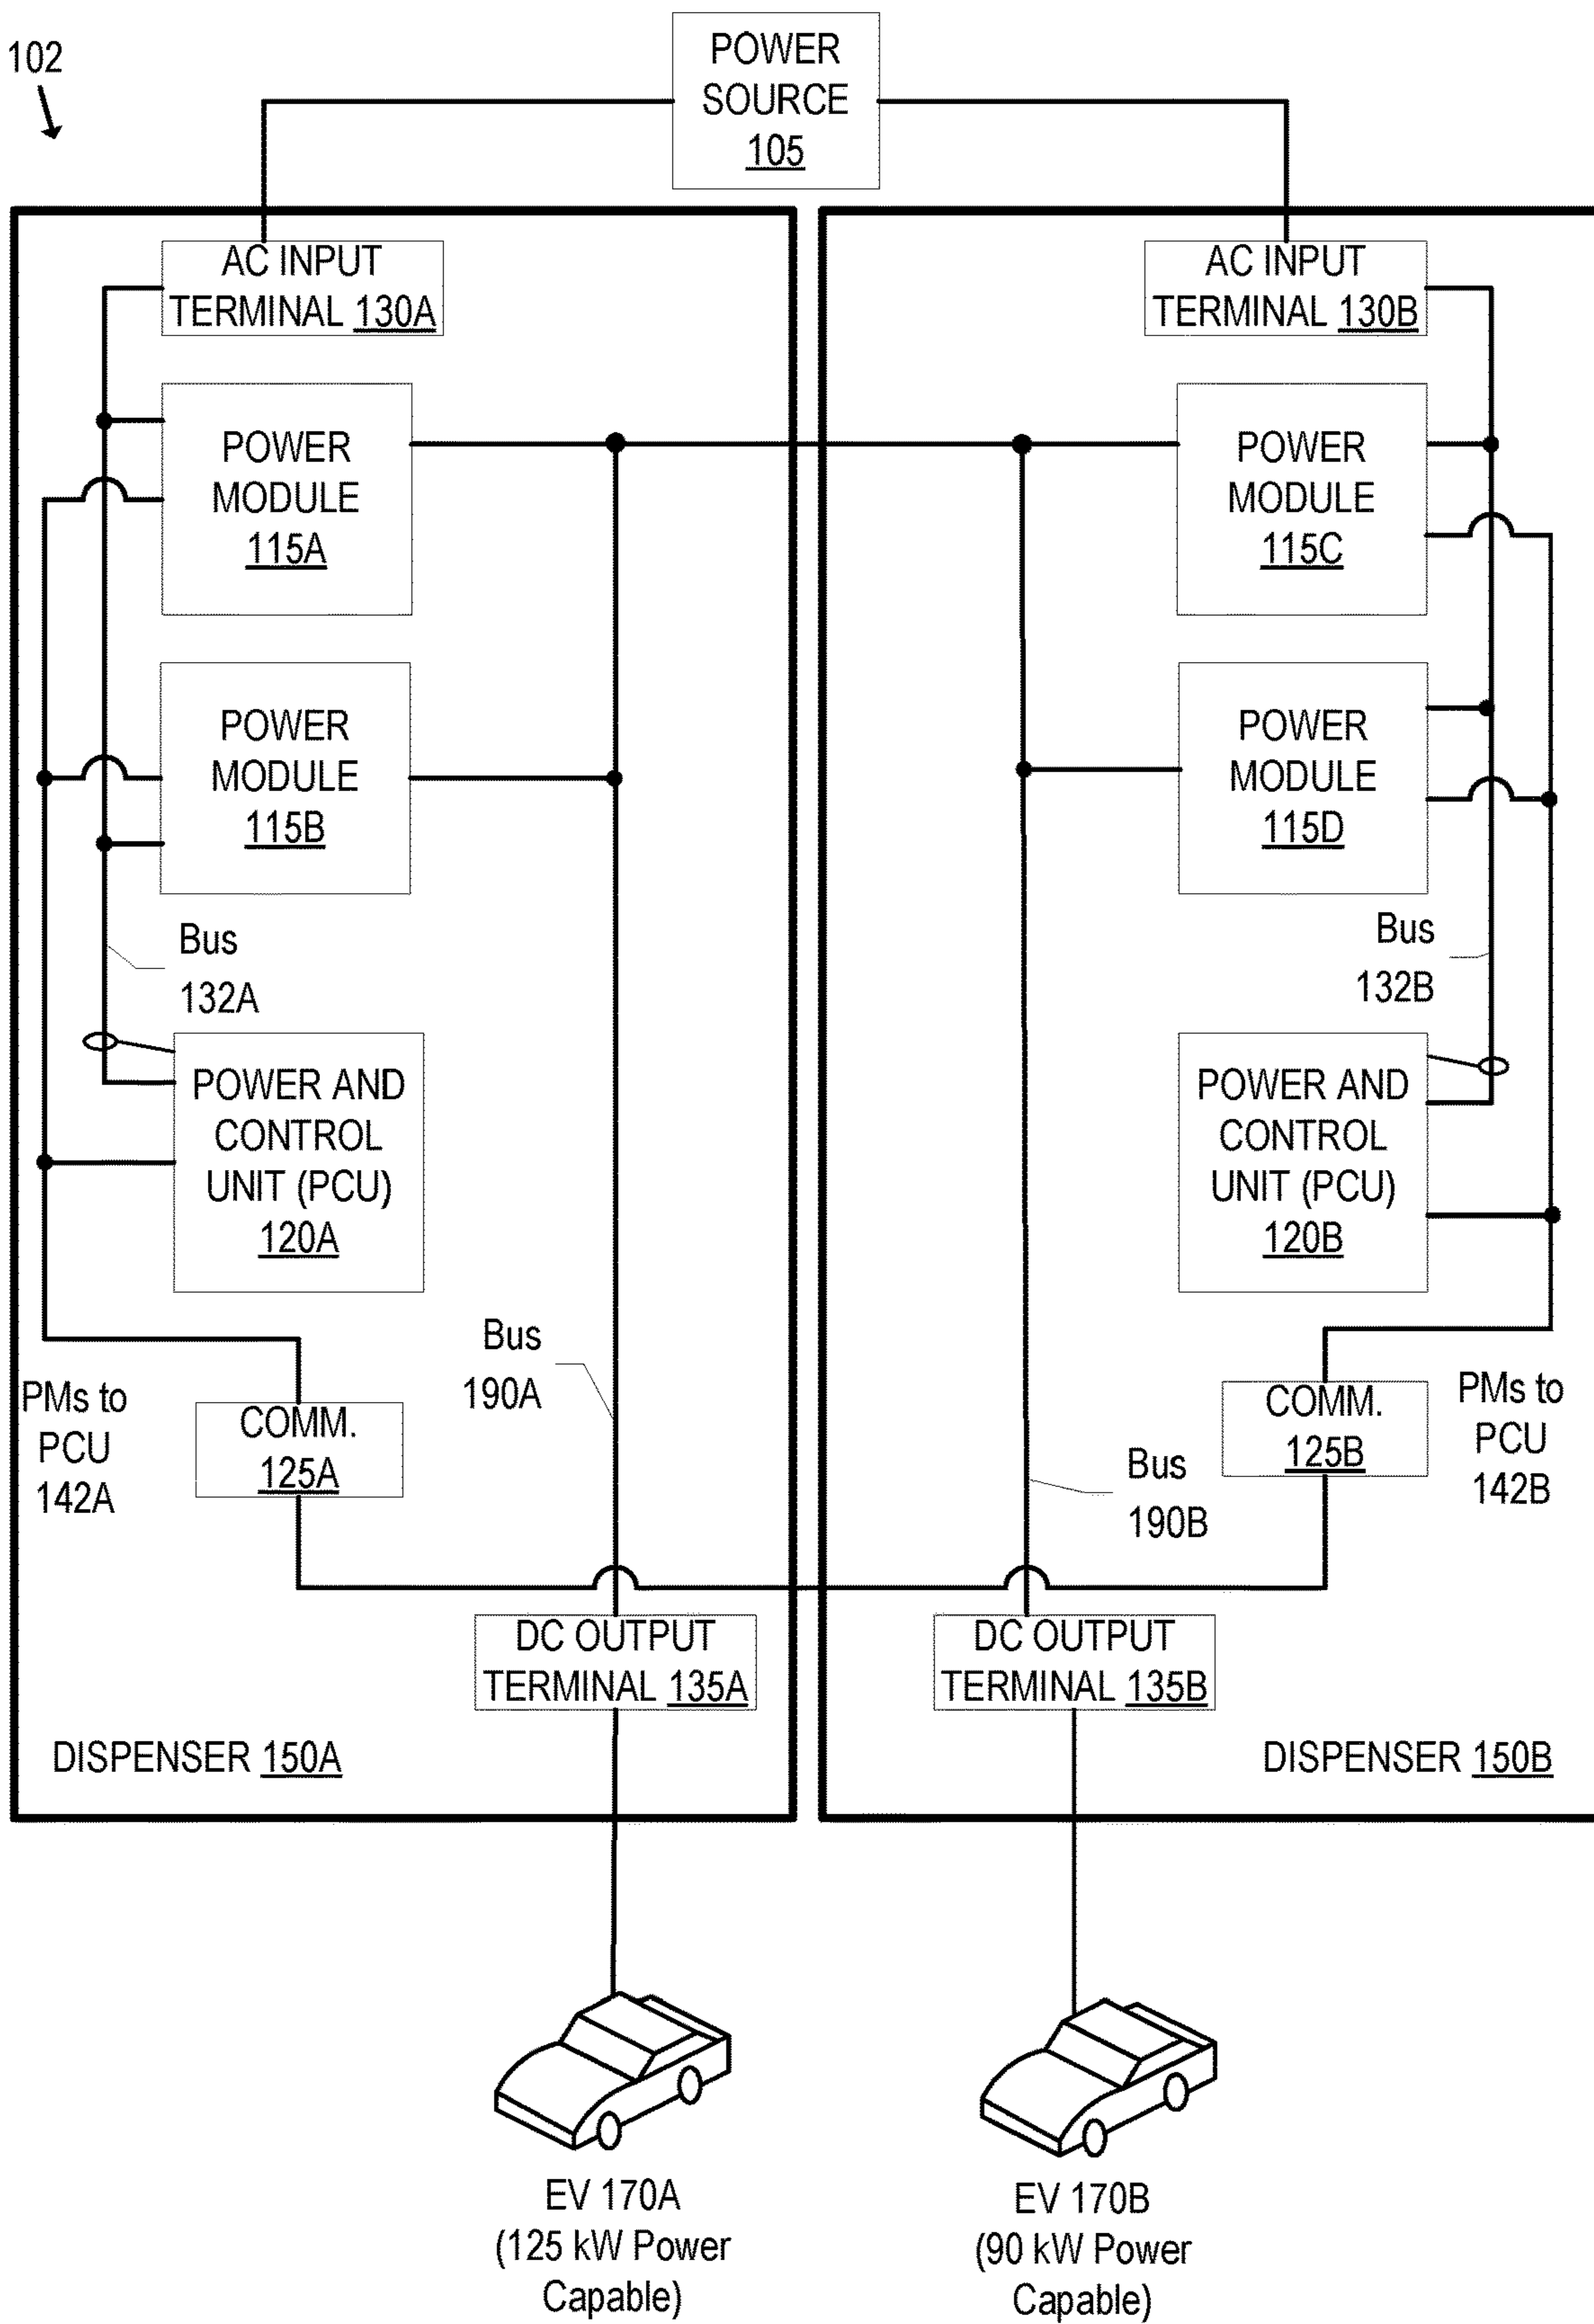 102
POWER
SOURCE
105
AC INPUT
TERMINAL 130A
AC INPUT
TERMINAL 130B
POWER
MODULE
115A
POWER
MODULE
115C
POWER
MODULE
115B
POWER
MODULE
115D
Bus
132A
Bus
132B
POWER AND
CONTROL
UNIT (PCU)
120A
POWER AND
CONTROL
UNIT (PCU)
120B
Bus
190A
PMs to
PCU
142A
COMM.
125A
COMM.
125B
PMs to
PCU
142B
Bus
190B
DC OUTPUT
TERMINAL 135A
DC OUTPUT
TERMINAL 135B
DISPENSER 150A
DISPENSER 150B
EV 170A
(125 kW Power
Capable)
EV 170B
(90 kW Power
Capable)